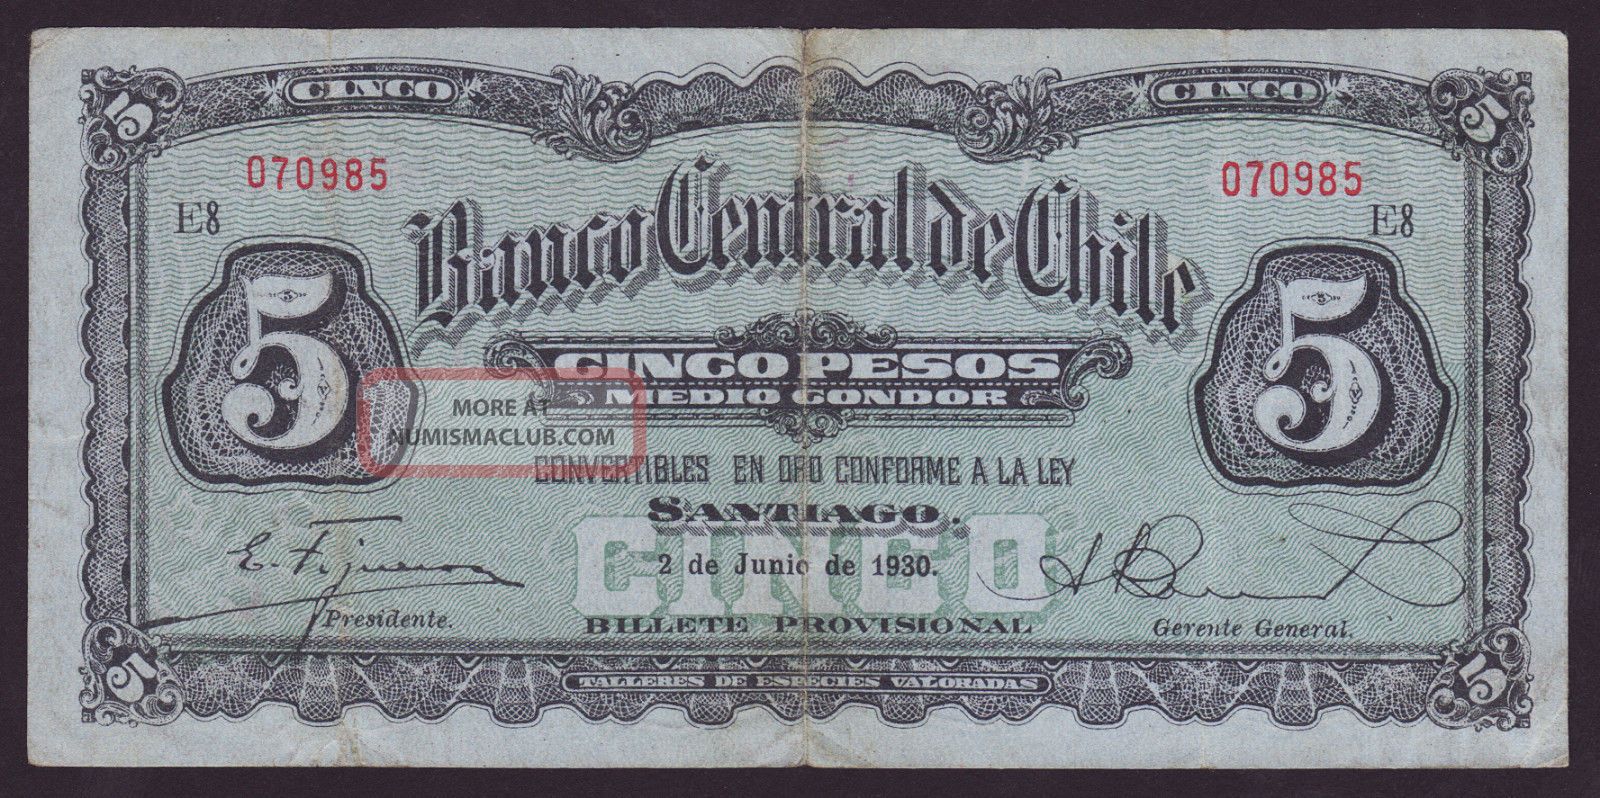 5 CINCO CINCO 5
070985 070985
E8 E8
Banco Central de Chile
5 5
CINCO PESOS
MEDIO CONDOR
MORE AT
NUMISMACLUB.COM
CONVERTIBLES EN ORO CONFORME A LA LEY
SANTIAGO.
CINCO
2 de Junio de 1930.
E. Figueroa
Presidente. BILLETE PROVISIONAL Gerente General.
5 TALLERES DE ESPECIES VALORADAS 5